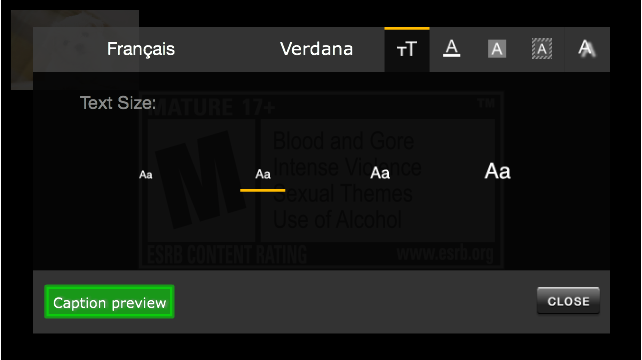 Français Verdana TT A A A A
Text Size:
MATURE 17+ ™
M
Blood and Gore
Intense Violence
Sexual Themes
Use of Alcohol
Aa Aa Aa Aa
ESRB CONTENT RATING www.esrb.org
Caption preview CLOSE